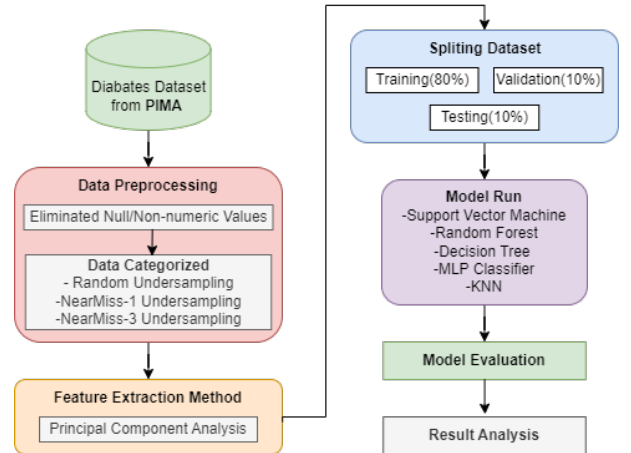 Diabates Dataset
from PIMA
Data Preprocessing
Eliminated Null/Non-numeric Values
Data Categorized
- Random Undersampling
-NearMiss-1 Undersampling
-NearMiss-3 Undersampling
Feature Extraction Method
Principal Component Analysis
Spliting Dataset
Training(80%)
Validation(10%)
Testing(10%)
Model Run
-Support Vector Machine
-Random Forest
-Decision Tree
-MLP Classifier
-KNN
Model Evaluation
Result Analysis